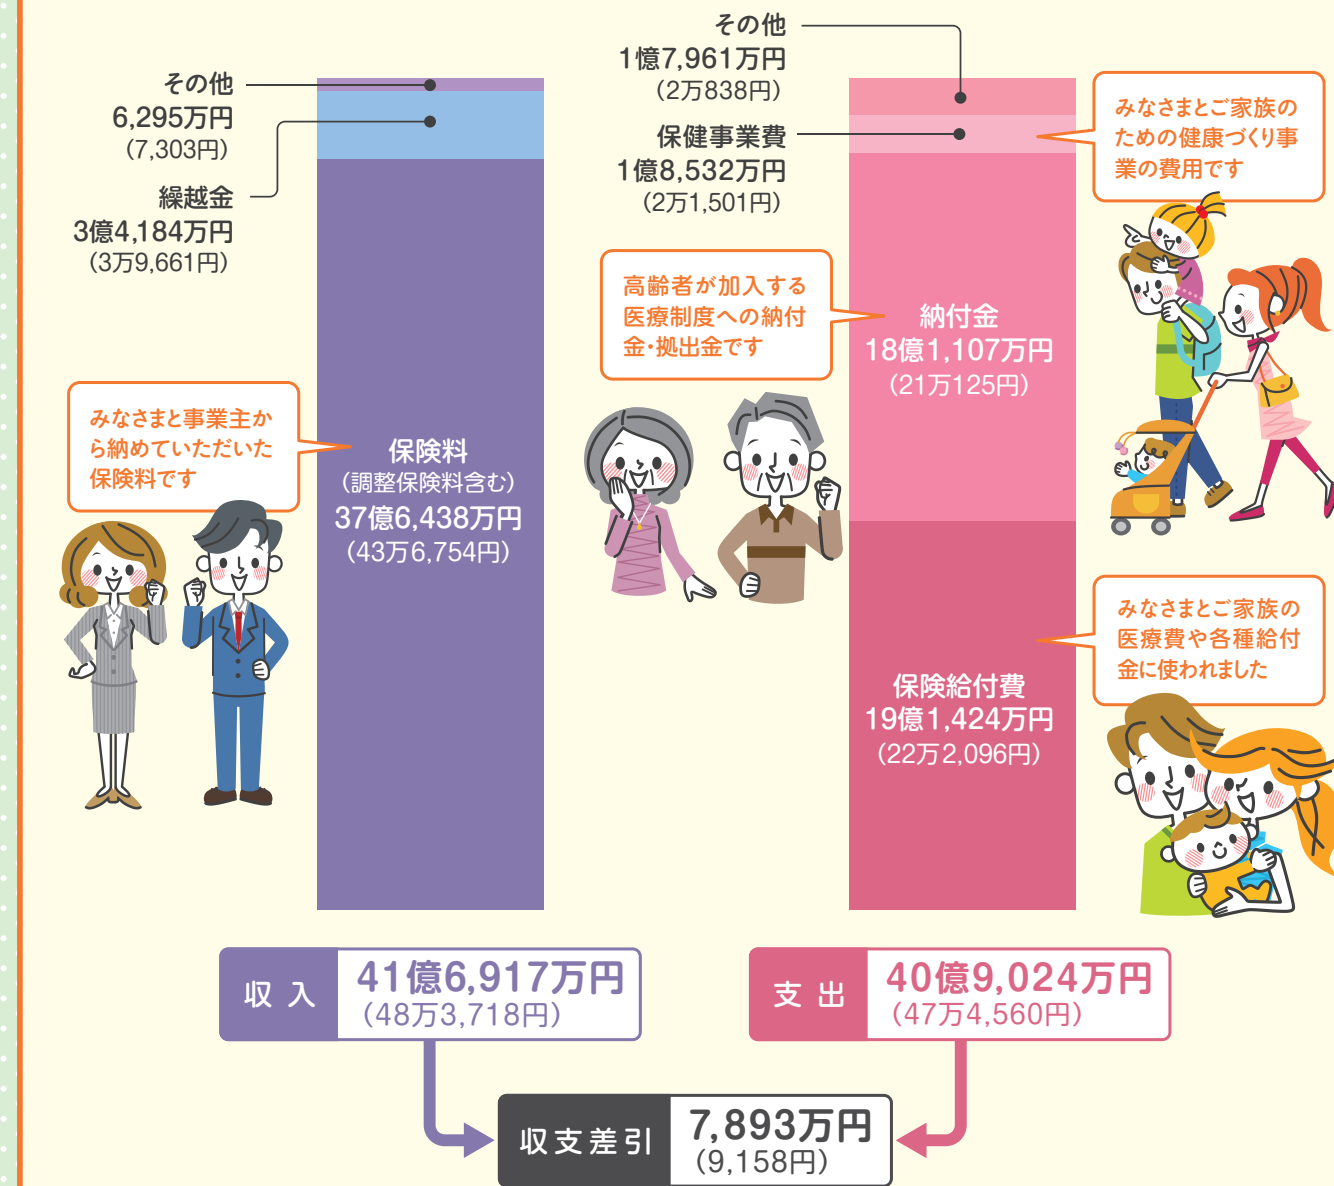 その他
6,295万円
(7,303円)
繰越金
3億4,184万円
(3万9,661円)
みなさまと事業主か
ら納めていただいた
保険料です
保険料
(調整保険料含む)
37億6,438万円
(43万6,754円)
その他
1億7,961万円
(2万838円)
保健事業費
1億8,532万円
(2万1,501円)
みなさまとご家族の
ための健康づくり事
業の費用です
高齢者が加入する
医療制度への納付
金・拠出金です
納付金
18億1,107万円
(21万125円)
みなさまとご家族の
医療費や各種給付
金に使われました
保険給付費
19億1,424万円
(22万2,096円)
収入
41億6,917万円
(48万3,718円)
支出
40億9,024万円
(47万4,560円)
収支差引
7,893万円
(9,158円)